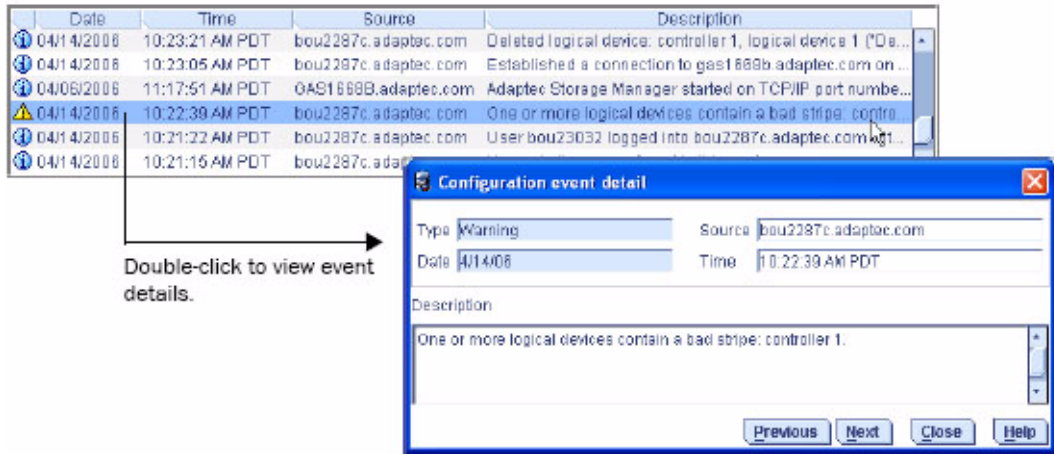 Date Time Source Description
04/14/2006 10:23:21 AM PDT bou2287c.adaptec.com Deleted logical device: controller 1, logical device 1 ("De...
04/14/2006 10:23:05 AM PDT bou2287c.adaptec.com Established a connection to gas1668b.adaptec.com on ...
04/06/2006 11:17:51 AM PDT GAS1668B.adaptec.com Adaptec Storage Manager started on TCP/IP port numbe...
04/14/2006 10:22:39 AM PDT bou2287c.adaptec.com One or more logical devices contain a bad stripe: contro...
04/14/2006 10:21:22 AM PDT bou2287c.adaptec.com User bou23032 logged into bou2287c.adaptec.com
04/14/2006 10:21:15 AM PDT bou2287c.adap
Configuration event detail
Type Warning Source bou2287c.adaptec.com
Date 4/14/06 Time 10:22:39 AM PDT
Double-click to view event
details.
Description
One or more logical devices contain a bad stripe: controller 1.
Previous Next Close Help